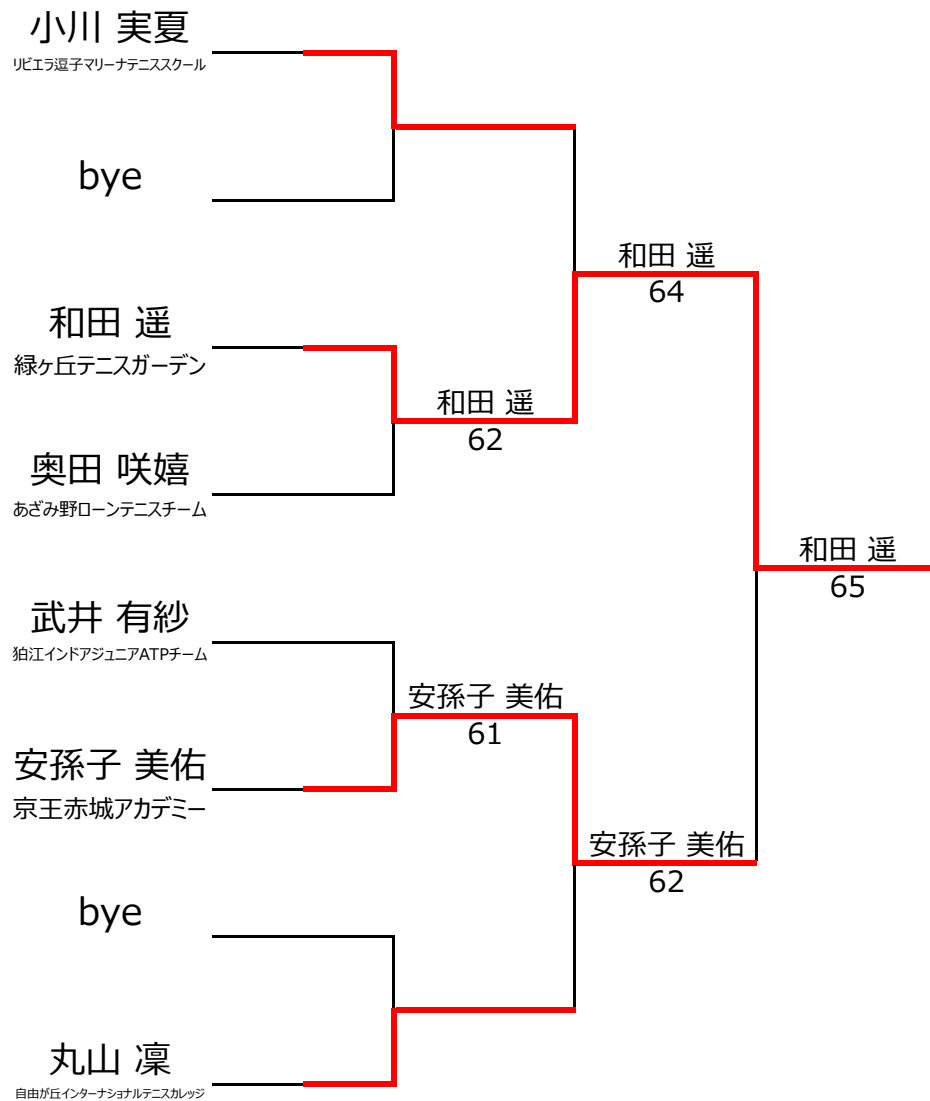 小川 実夏
リビエラ逗子マリーナテニススクール
bye
和田 遥
緑ヶ丘テニスガーデン
奥田 咲嬉
あざみ野ローンテニスチーム
武井 有紗
狛江インドアジュニアATPチーム
安孫子 美佑
京王赤城アカデミー
bye
丸山 凜
自由が丘インターナショナルテニスカレッジ
和田 遥
62
安孫子 美佑
61
和田 遥
64
安孫子 美佑
62
和田 遥
65